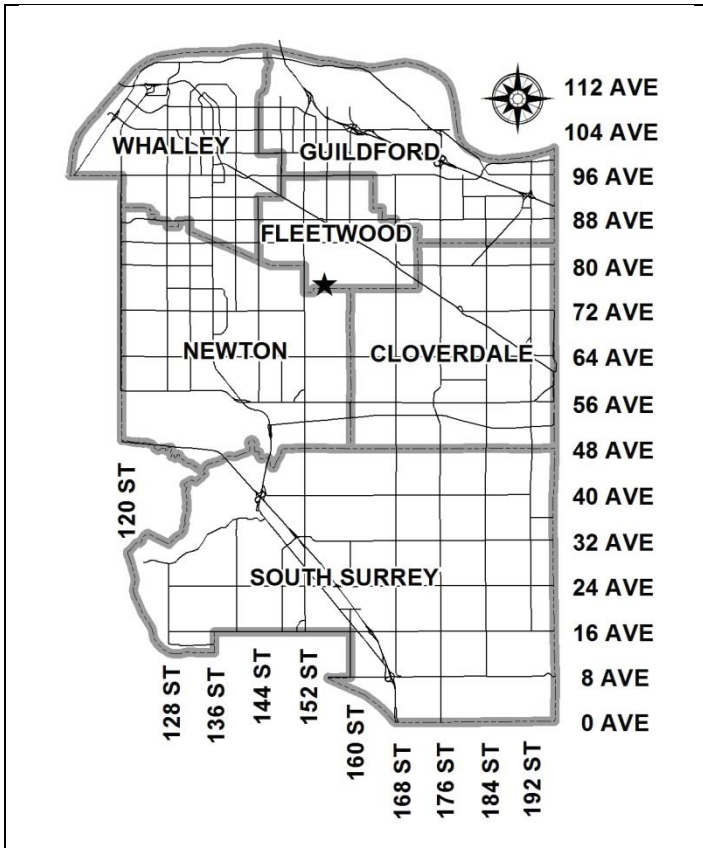 112 AVE
104 AVE
WHALLEY
GUILDFORD
96 AVE
88 AVE
FLEETWOOD
80 AVE
72 AVE
NEWTON
CLOVERDALE
64 AVE
56 AVE
48 AVE
120 ST
40 AVE
32 AVE
SOUTH SURREY
24 AVE
16 AVE
128 ST
136 ST
144 ST
152 ST
8 AVE
160 ST
0 AVE
168 ST
176 ST
184 ST
192 ST